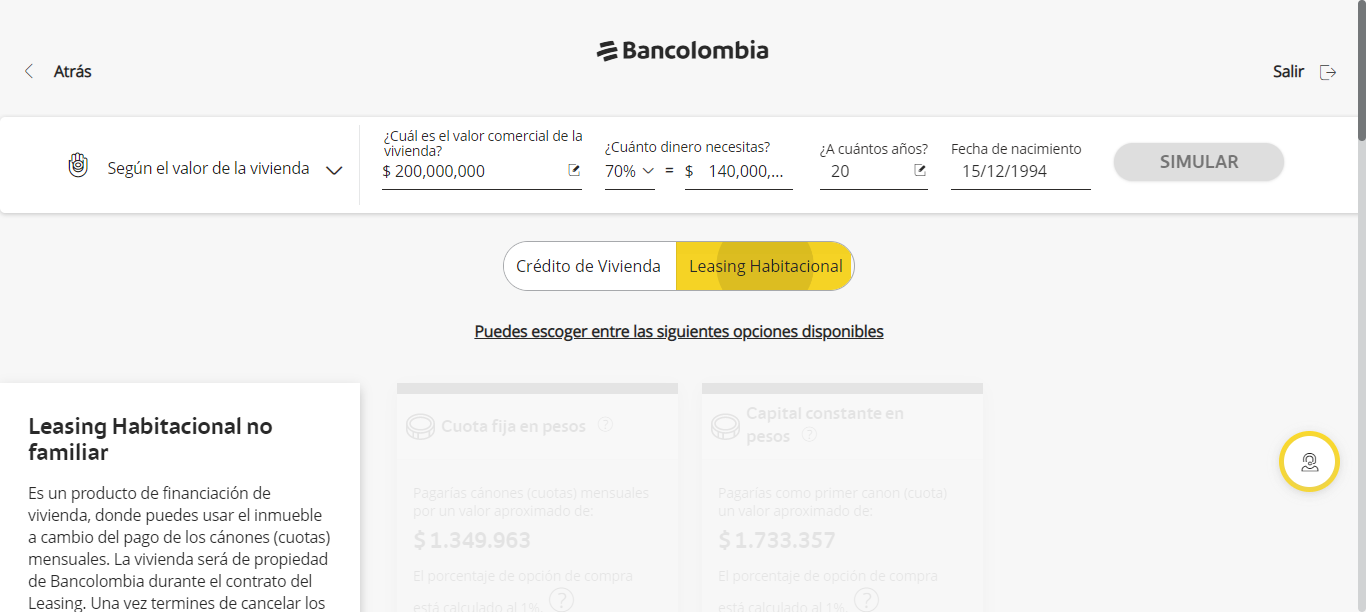 Bancolombia
Atrás
Salir
Según el valor de la vivienda
¿Cuál es el valor comercial de la
vivienda?
$ 200,000,000
¿Cuánto dinero necesitas?
70% = $ 140,000,...
¿A cuántos años?
20
Fecha de nacimiento
15/12/1994
SIMULAR
Crédito de Vivienda
Leasing Habitacional
Puedes escoger entre las siguientes opciones disponibles
Leasing Habitacional no
familiar
Es un producto de financiación de
vivienda, donde puedes usar el inmueble
a cambio del pago de los cánones (cuotas)
mensuales. La vivienda será de propiedad
de Bancolombia durante el contrato del
Leasing. Una vez termines de cancelar los
Cuota fija en pesos ?
Pagarías cánones (cuotas) mensuales
por un valor aproximado de:
$ 1.349.963
El porcentaje de opción de compra
está calculado al 1%. ?
Capital constante en
pesos ?
Pagarías como primer canon (cuota)
un valor aproximado de:
$ 1.733.357
El porcentaje de opción de compra
está calculado al 1%. ?